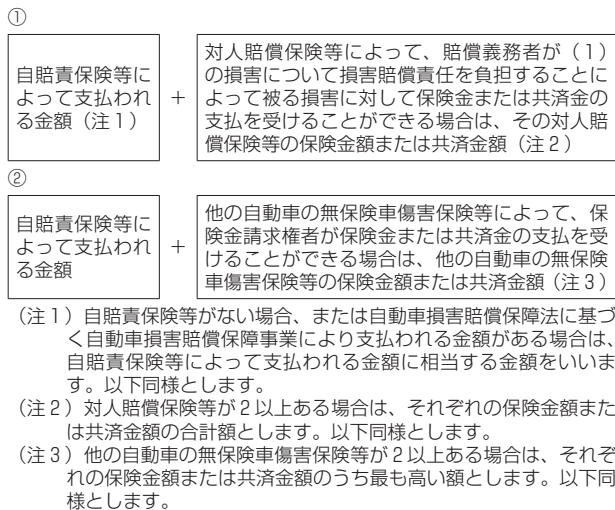 ①
自賠責保険等に
よって支払われ
る金額（注１）
＋
対人賠償保険等によって、賠償義務者が（１）
の損害について損害賠償責任を負担することに
よって被る損害に対して保険金または共済金の
支払を受けることができる場合は、その対人賠
償保険等の保険金額または共済金額（注２）
②
自賠責保険等に
よって支払われ
る金額
＋
他の自動車の無保険車傷害保険等によって、保
険金請求権者が保険金または共済金の支払を受
けることができる場合は、他の自動車の無保険
車傷害保険等の保険金額または共済金額（注３）
（注１）自賠責保険等がない場合、または自動車損害賠償保障法に基づ
く自動車損害賠償保障事業により支払われる金額がある場合は、
自賠責保険等によって支払われる金額に相当する金額をいいま
す。以下同様とします。
（注２）対人賠償保険等が２以上ある場合は、それぞれの保険金額また
は共済金額の合計額とします。以下同様とします。
（注３）他の自動車の無保険車傷害保険等が２以上ある場合は、それぞ
れの保険金額または共済金額のうち最も高い額とします。以下同
様とします。